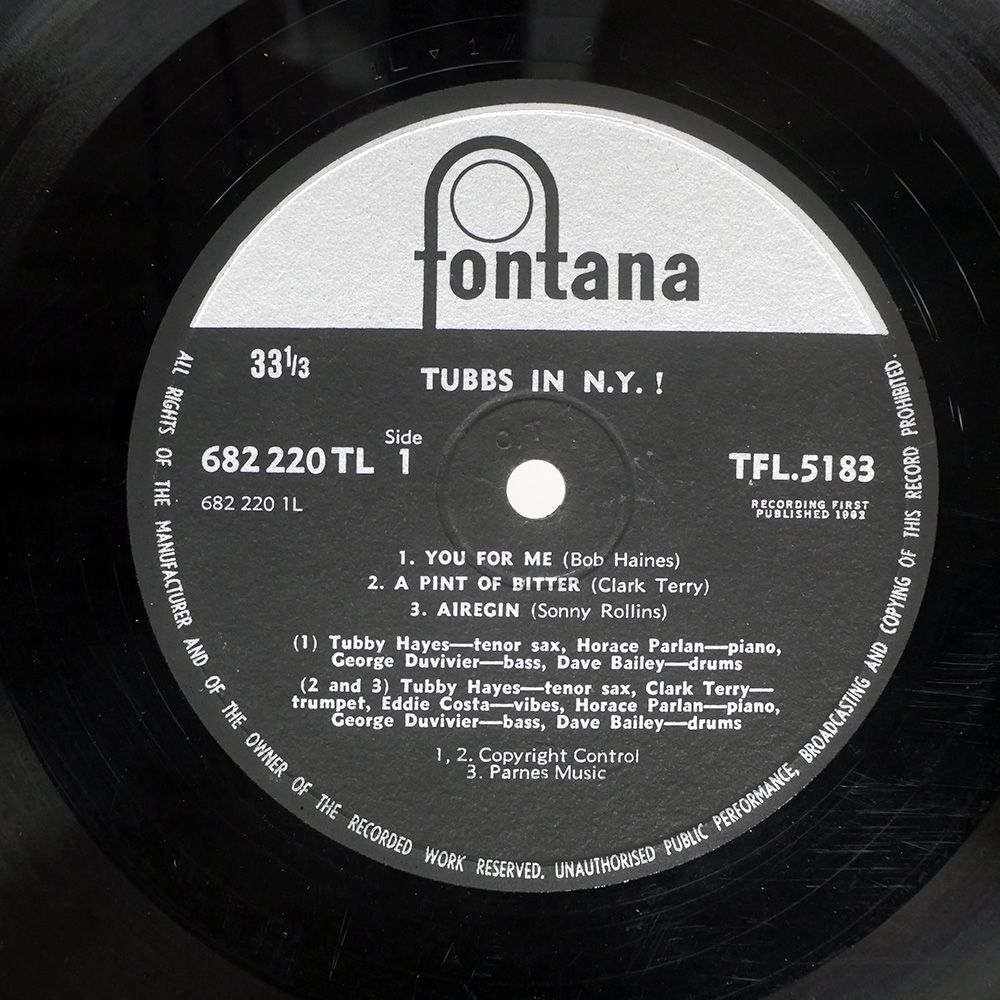 fontana
33⅓
TUBBS IN N.Y. !
Side
682 220 TL 1
TFL.5183
682 220 1L
RECORDING FIRST
PUBLISHED 1962
1. YOU FOR ME (Bob Haines)
2. A PINT OF BITTER (Clark Terry)
3. AIREGIN (Sonny Rollins)
(1) Tubby Hayes—tenor sax, Horace Parlan—piano,
George Duvivier—bass, Dave Bailey—drums
(2 and 3) Tubby Hayes—tenor sax, Clark Terry—
trumpet, Eddie Costa—vibes, Horace Parlan—piano,
George Duvivier—bass, Dave Bailey—drums
1, 2. Copyright Control
3. Parnes Music
ALL RIGHTS OF THE MANUFACTURER AND OF THE OWNER OF THE RECORDED WORK RESERVED. UNAUTHORISED PUBLIC PERFORMANCE, BROADCASTING AND COPYING OF THIS RECORD PROHIBITED.